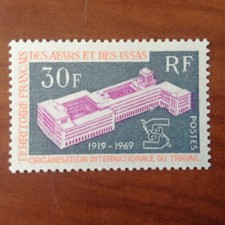 TERRITOIRE FRANÇAIS DES AFARS ET DES ISSAS
30F
RF
1919-1969
POSTES
ORGANISATION INTERNATIONALE DU TRAVAIL